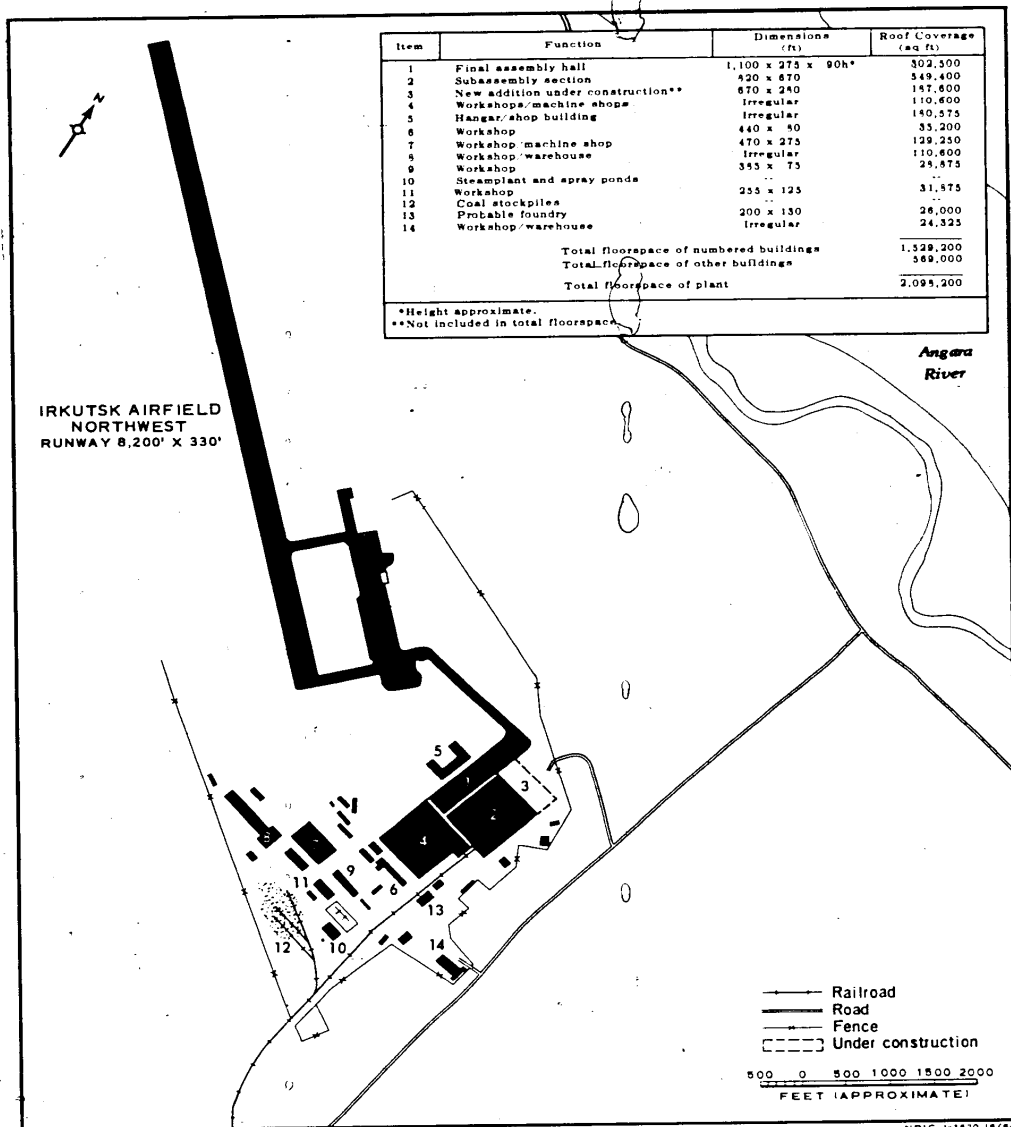 Item Function Dimensions (ft) Roof Coverage (sq ft)
1 Final assembly hall 1,100 x 275 x 90h* 302,500
2 Subassembly section 820 x 670 549,400
3 New addition under construction** 670 x 280 187,600
4 Workshops/machine shops Irregular 110,600
5 Hangar/shop building Irregular 180,575
6 Workshop 440 x 80 35,200
7 Workshop/machine shop 470 x 275 129,250
8 Workshop/warehouse Irregular 110,600
9 Workshop 385 x 75 28,875
10 Steamplant and spray ponds -- --
11 Workshop 255 x 125 31,875
12 Coal stockpiles -- --
13 Probable foundry 200 x 130 26,000
14 Workshop/warehouse Irregular 24,325
Total floorspace of numbered buildings 1,529,200
Total floorspace of other buildings 569,000
Total floorspace of plant 2,098,200
*Height approximate.
**Not included in total floorspace.
N
Angara
River
IRKUTSK AIRFIELD
NORTHWEST
RUNWAY 8,200' X 330'
5
1
3
2
4
8
7
9
11
6
13
12
10
14
Railroad
Road
Fence
Under construction
500 0 500 1000 1500 2000
FEET (APPROXIMATE)